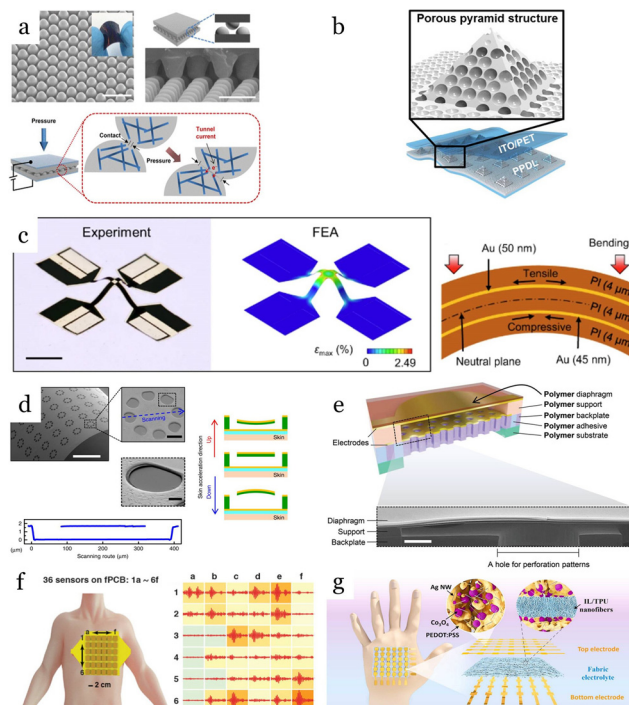 a
Pressure
Contact
Pressure
Tunnel
current
b
Porous pyramid structure
ITO/PET
PPDL
c
Experiment
FEA
εmax (%)
0
2.49
Au (50 nm)
Bending
Tensile
PI (4 μm)
PI (4 μm)
PI (4 μm)
Compressive
Neutral plane
Au (45 nm)
d
Scanning
Skin acceleration direction
Up
Down
Skin
Skin
Skin
2
1
0
(μm)
0
100
200
300
400
Scanning route (μm)
(μm)
e
Polymer diaphragm
Polymer support
Polymer backplate
Polymer adhesive
Polymer substrate
Electrodes
Diaphragm
Support
Backplate
A hole for perforation patterns
f
36 sensors on fPCB: 1a ~ 6f
a
f
1
6
~ 2 cm
a b c d e f
1
2
3
4
5
6
g
Ag NW
Co3O4
PEDOT:PSS
IL/TPU
nanofibers
Top electrode
Fabric
electrolyte
Bottom electrode